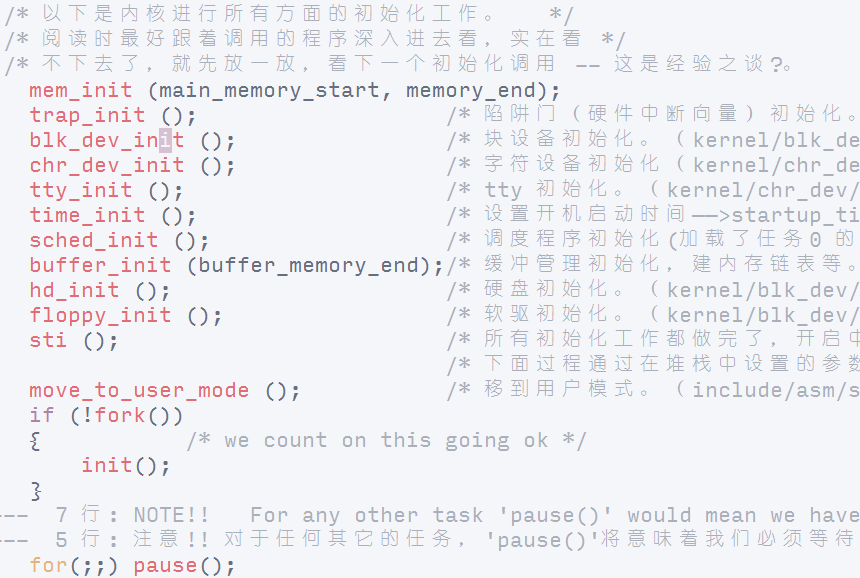 /* 以下是内核进行所有方面的初始化工作。 */
/* 阅读时最好跟着调用的程序深入进去看，实在看 */
/* 不下去了，就先放一放，看下一个初始化调用 -- 这是经验之谈?。
mem_init (main_memory_start, memory_end);
trap_init (); /* 陷阱门（硬件中断向量）初始化。
blk_dev_init (); /* 块设备初始化。（kernel/blk_de
chr_dev_init (); /* 字符设备初始化（kernel/chr_de
tty_init (); /* tty 初始化。（kernel/chr_dev/
time_init (); /* 设置开机启动时间——>startup_ti
sched_init (); /* 调度程序初始化(加载了任务0 的
buffer_init (buffer_memory_end);/* 缓冲管理初始化，建内存链表等。
hd_init (); /* 硬盘初始化。（kernel/blk_dev/
floppy_init (); /* 软驱初始化。（kernel/blk_dev/
sti (); /* 所有初始化工作都做完了，开启中
/* 下面过程通过在堆栈中设置的参数
move_to_user_mode (); /* 移到用户模式。（include/asm/s
if (!fork())
{ /* we count on this going ok */
init();
}
--- 7 行: NOTE!! For any other task 'pause()' would mean we have
--- 5 行: 注意!! 对于任何其它的任务，'pause()'将意味着我们必须等待
for(;;) pause();